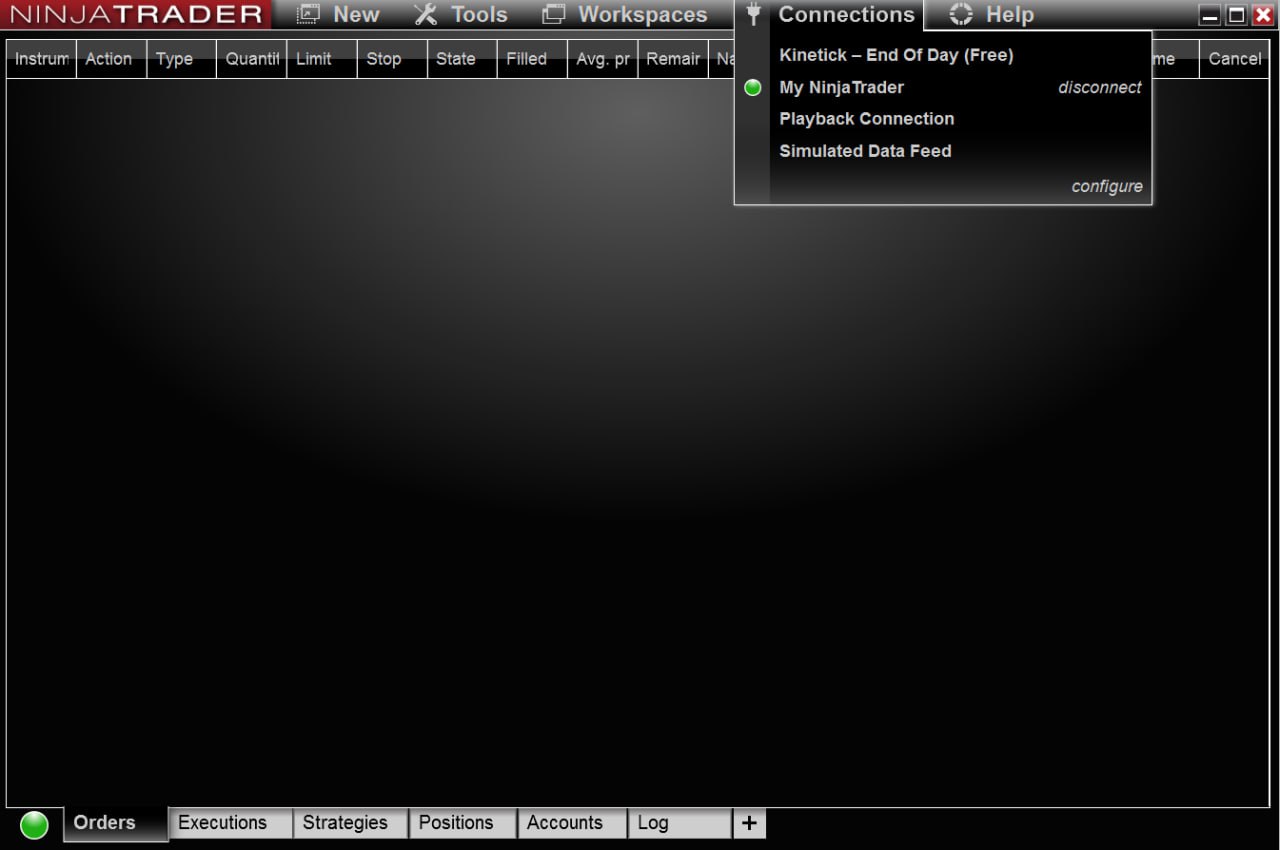 NINJATRADER New Tools Workspaces Connections Help
Instrum Action Type Quantit Limit Stop State Filled Avg. pr Remair Na me Cancel
Kinetick – End Of Day (Free)
My NinjaTrader disconnect
Playback Connection
Simulated Data Feed
configure
Orders Executions Strategies Positions Accounts Log +